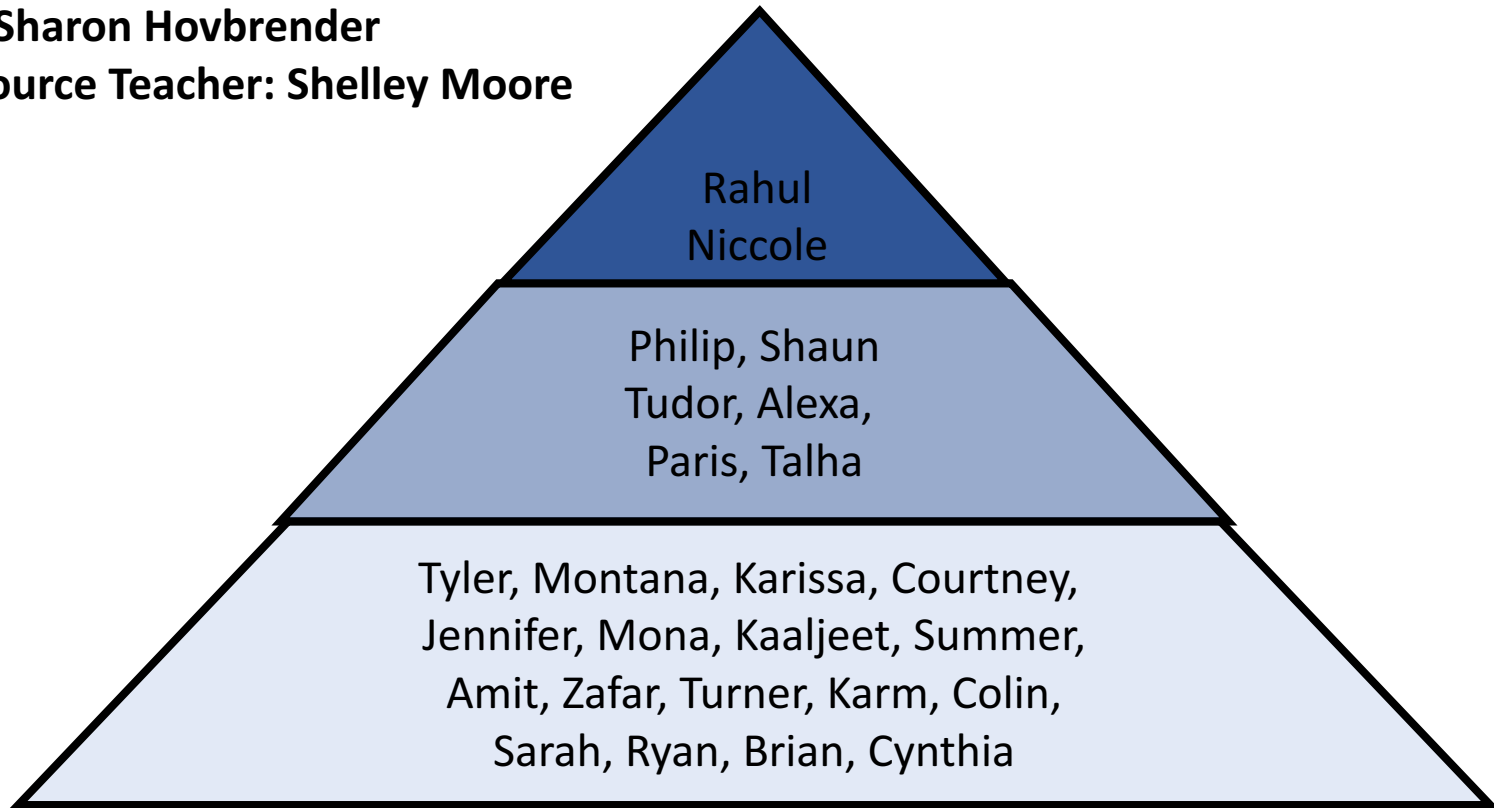 Sharon Hovbrender
ource Teacher: Shelley Moore
Rahul
Niccole
Philip, Shaun
Tudor, Alexa,
Paris, Talha
Tyler, Montana, Karissa, Courtney,
Jennifer, Mona, Kaaljeet, Summer,
Amit, Zafar, Turner, Karm, Colin,
Sarah, Ryan, Brian, Cynthia